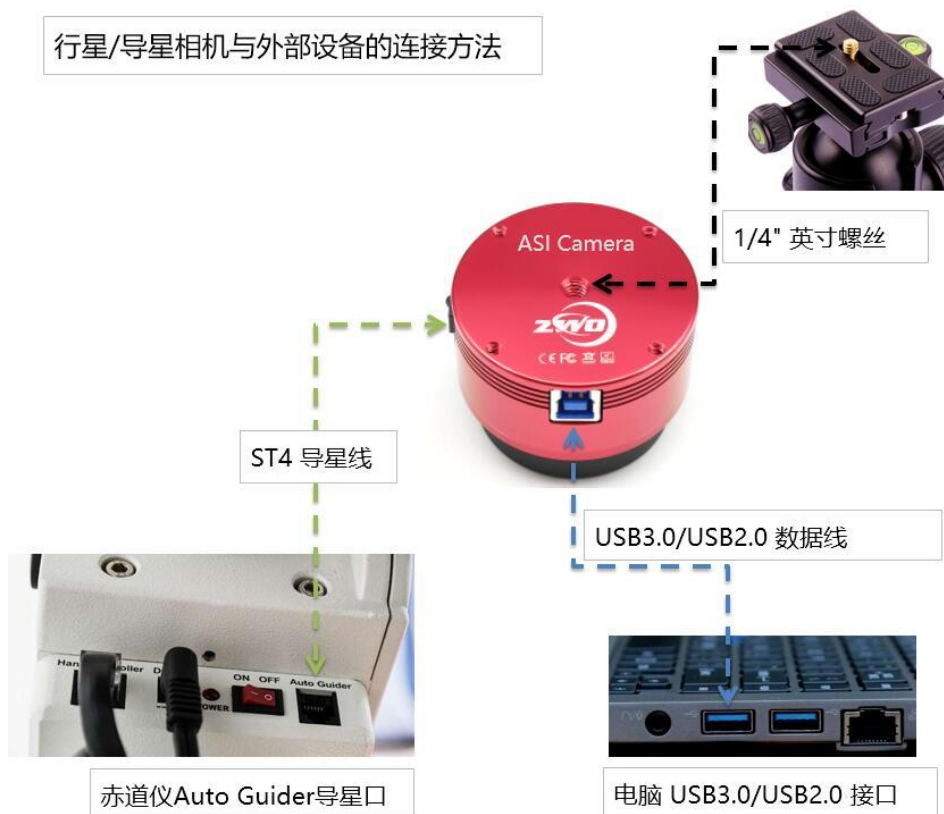 行星/导星相机与外部设备的连接方法
1/4" 英寸螺丝
ASI Camera
ZWO
CE FC
ST4 导星线
USB3.0/USB2.0 数据线
ON OFF Auto Guider
赤道仪Auto Guider导星口
电脑 USB3.0/USB2.0 接口